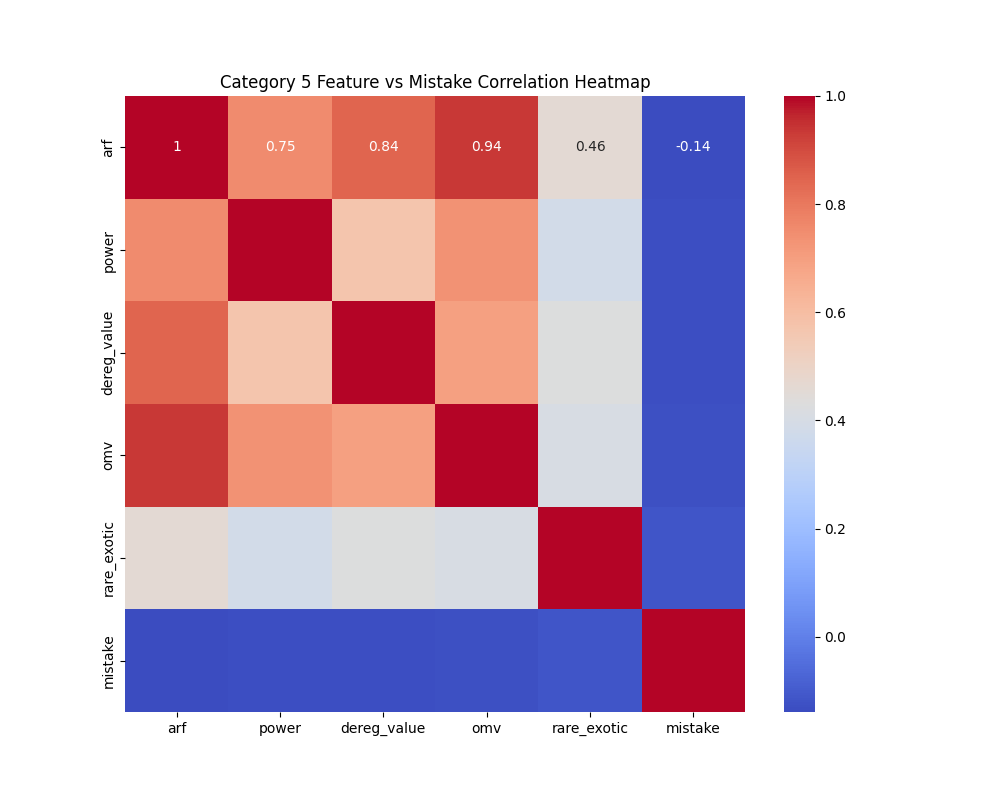 Category 5 Feature vs Mistake Correlation Heatmap
arf
1 0.75 0.84 0.94 0.46 -0.14
power
dereg_value
omv
rare_exotic
mistake
arf power dereg_value omv rare_exotic mistake
1.0
0.8
0.6
0.4
0.2
0.0